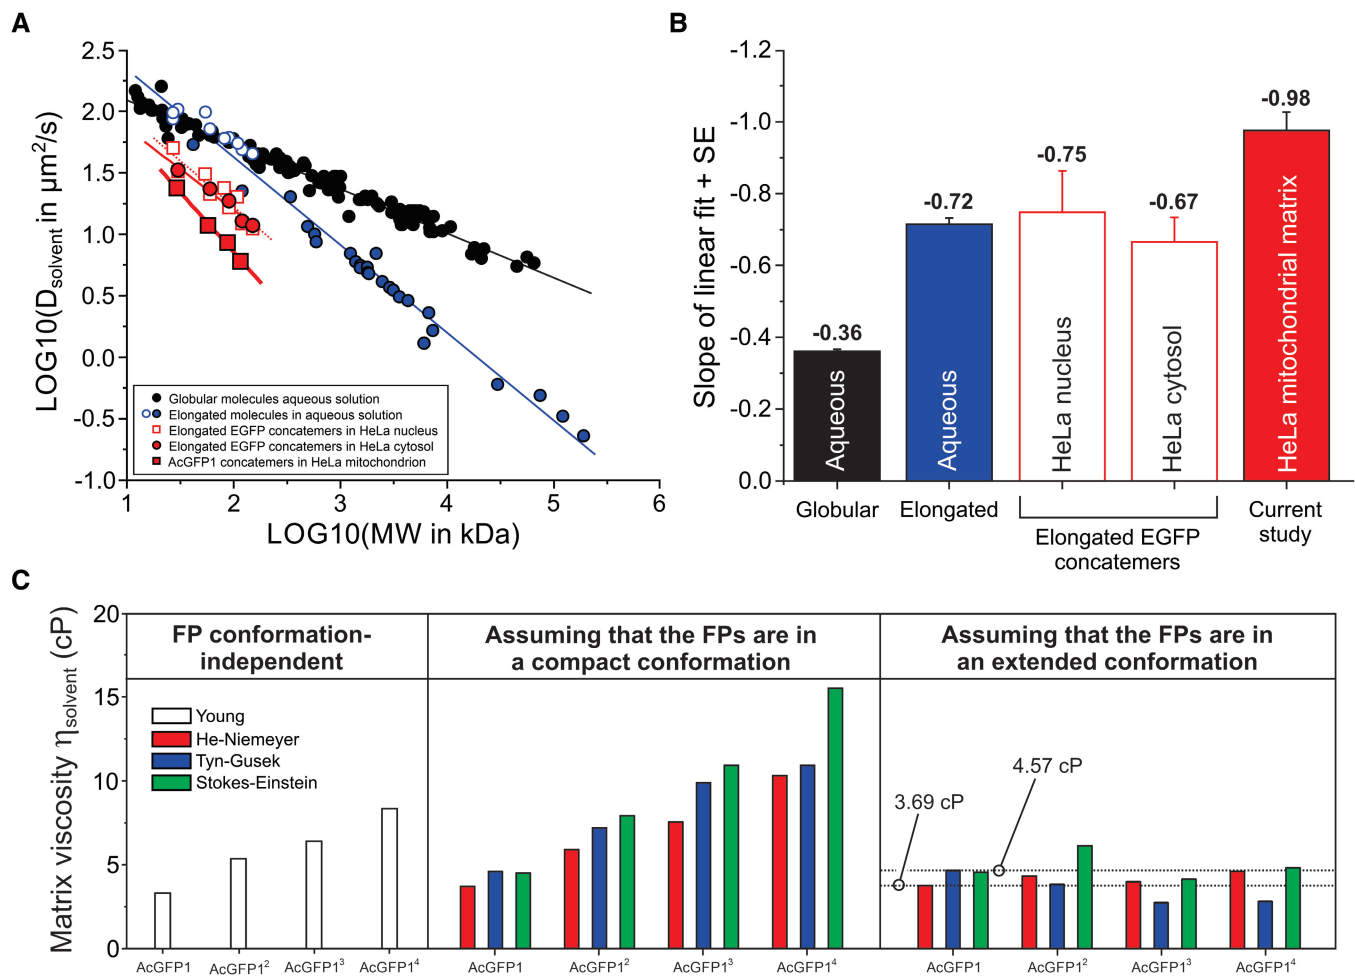 A
LOG10(D_solvent in µm²/s)
2.5
2.0
1.5
1.0
0.5
0.0
-0.5
-1.0
Globular molecules aqueous solution
Elongated molecules in aqueous solution
Elongated EGFP concatemers in HeLa nucleus
Elongated EGFP concatemers in HeLa cytosol
AcGFP1 concatemers in HeLa mitochondrion
1 2 3 4 5 6
LOG10(MW in kDa)
B
Slope of linear fit + SE
-1.2
-1.0
-0.8
-0.6
-0.4
-0.2
0.0
-0.36
-0.72
-0.75
-0.67
-0.98
Aqueous
Aqueous
HeLa nucleus
HeLa cytosol
HeLa mitochondrial matrix
Globular
Elongated
Elongated EGFP
concatemers
Current
study
C
Matrix viscosity η_solvent (cP)
20
15
10
5
0
FP conformation-
independent
Assuming that the FPs are in
a compact conformation
Assuming that the FPs are in
an extended conformation
Young
He-Niemeyer
Tyn-Gusek
Stokes-Einstein
3.69 cP
4.57 cP
AcGFP1 AcGFP1² AcGFP1³ AcGFP1⁴
AcGFP1 AcGFP1² AcGFP1³ AcGFP1⁴
AcGFP1 AcGFP1² AcGFP1³ AcGFP1⁴